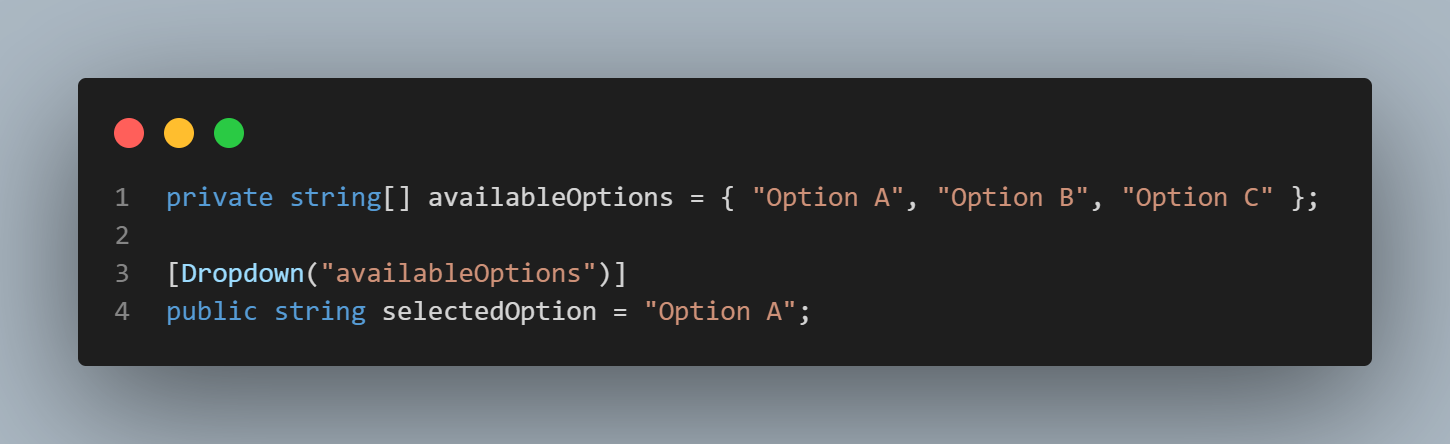 1 private string[] availableOptions = { "Option A", "Option B", "Option C" };
2
3 [Dropdown("availableOptions")]
4 public string selectedOption = "Option A";